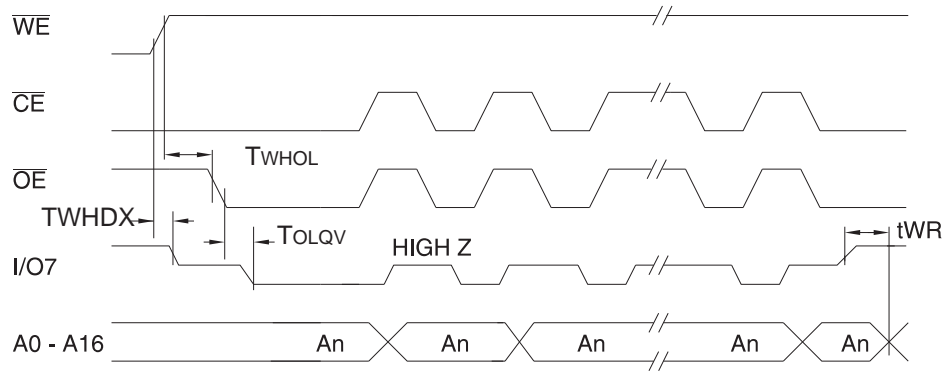 WE
CE
TWHOL
OE
TWHDX
TOLQV
tWR
HIGH Z
I/O7
A0 - A16 An An An An An